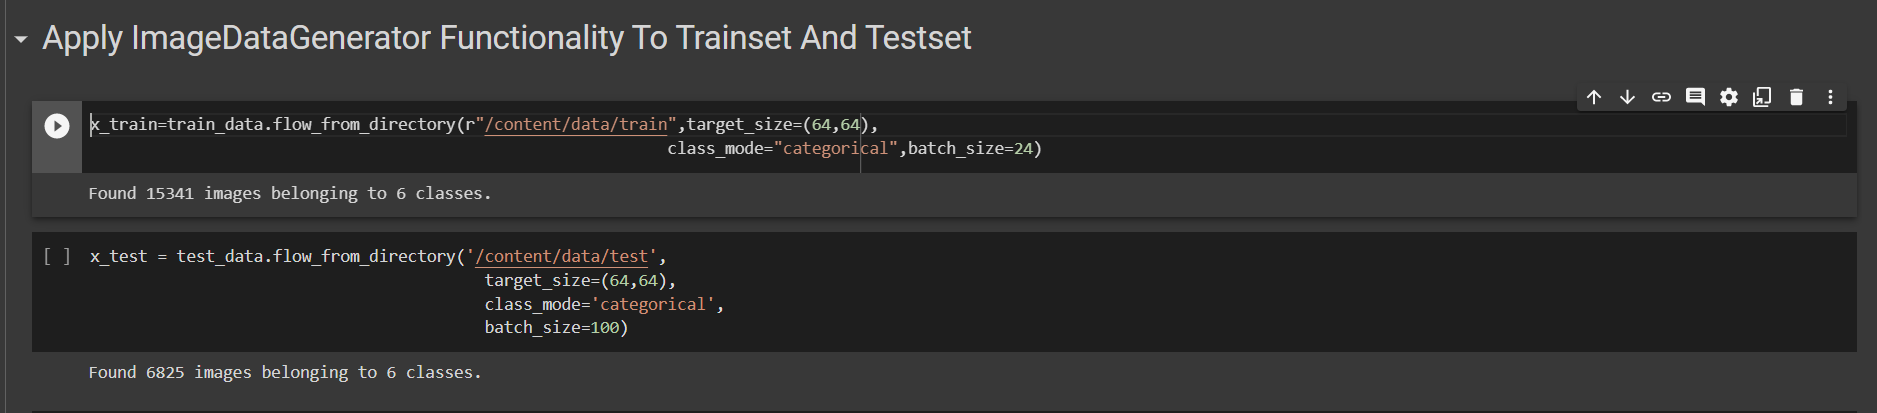 Apply ImageDataGenerator Functionality To Trainset And Testset
x_train=train_data.flow_from_directory(r"/content/data/train",target_size=(64,64),
class_mode="categorical",batch_size=24)
Found 15341 images belonging to 6 classes.
[ ] x_test = test_data.flow_from_directory('/content/data/test',
target_size=(64,64),
class_mode='categorical',
batch_size=100)
Found 6825 images belonging to 6 classes.